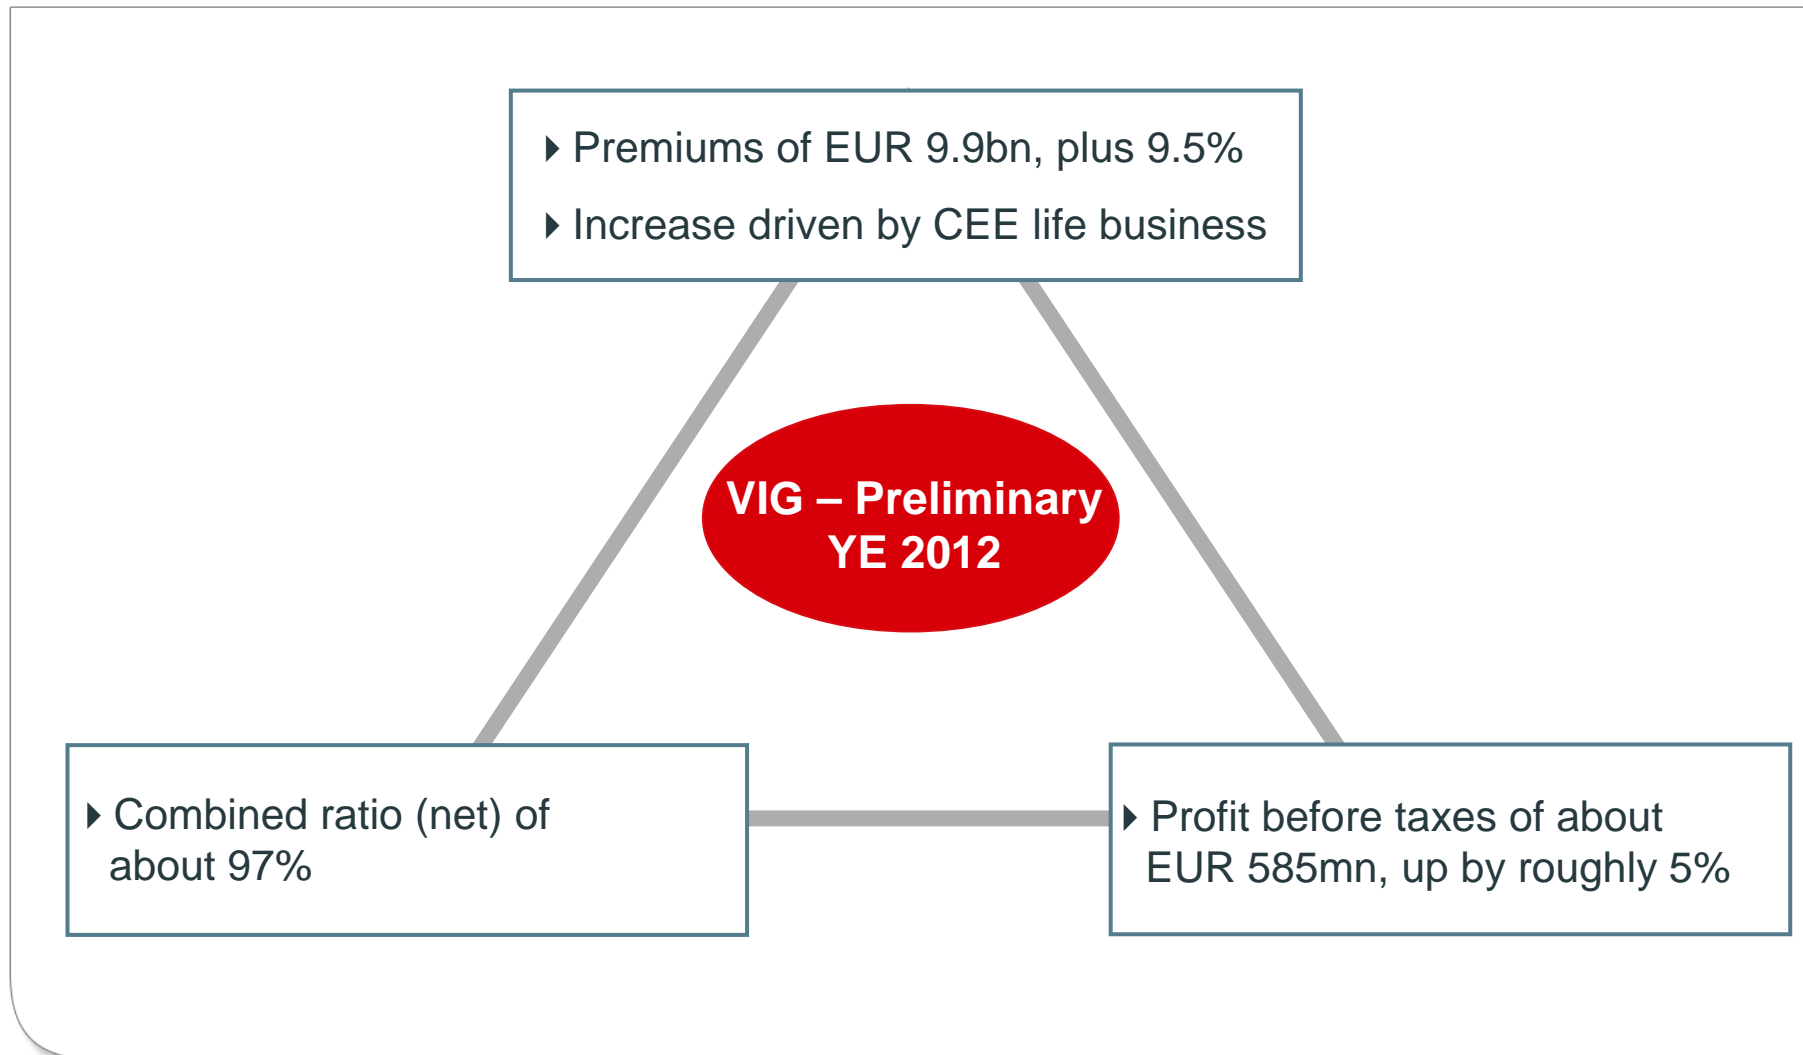 Premiums of EUR 9.9bn, plus 9.5%
Increase driven by CEE life business
VIG – Preliminary
YE 2012
Combined ratio (net) of
about 97%
Profit before taxes of about
EUR 585mn, up by roughly 5%